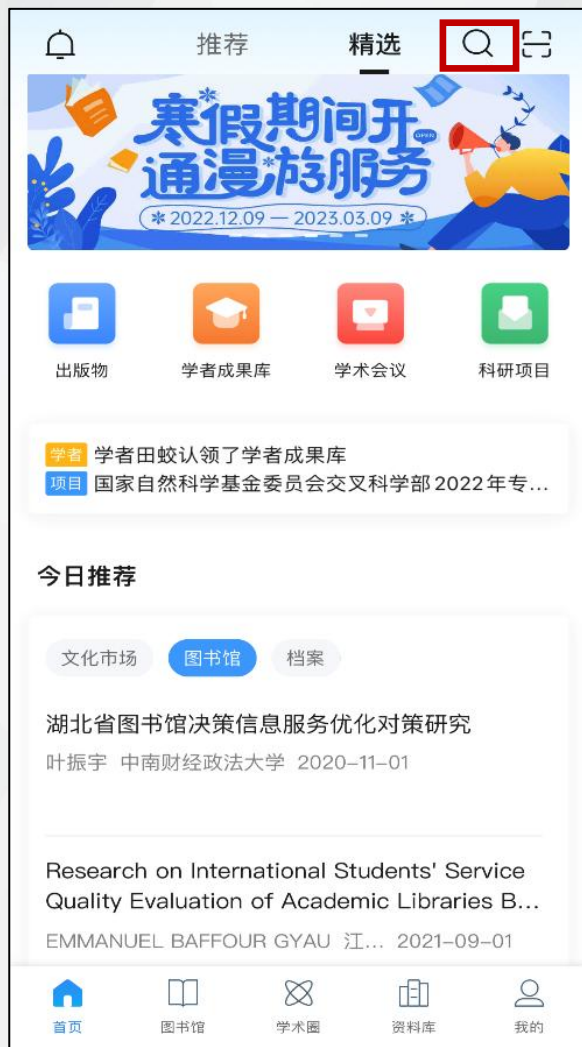 推荐
精选
寒假期间开
OPEN
通漫游服务
2022.12.09 — 2023.03.09
出版物
学者成果库
学术会议
科研项目
学者 学者田蛟认领了学者成果库
项目 国家自然科学基金委员会交叉科学部2022年专...
今日推荐
文化市场
图书馆
档案
湖北省图书馆决策信息服务优化对策研究
叶振宇 中南财经政法大学 2020-11-01
Research on International Students' Service
Quality Evaluation of Academic Libraries B...
EMMANUEL BAFFOUR GYAU 江... 2021-09-01
首页
图书馆
学术圈
资料库
我的